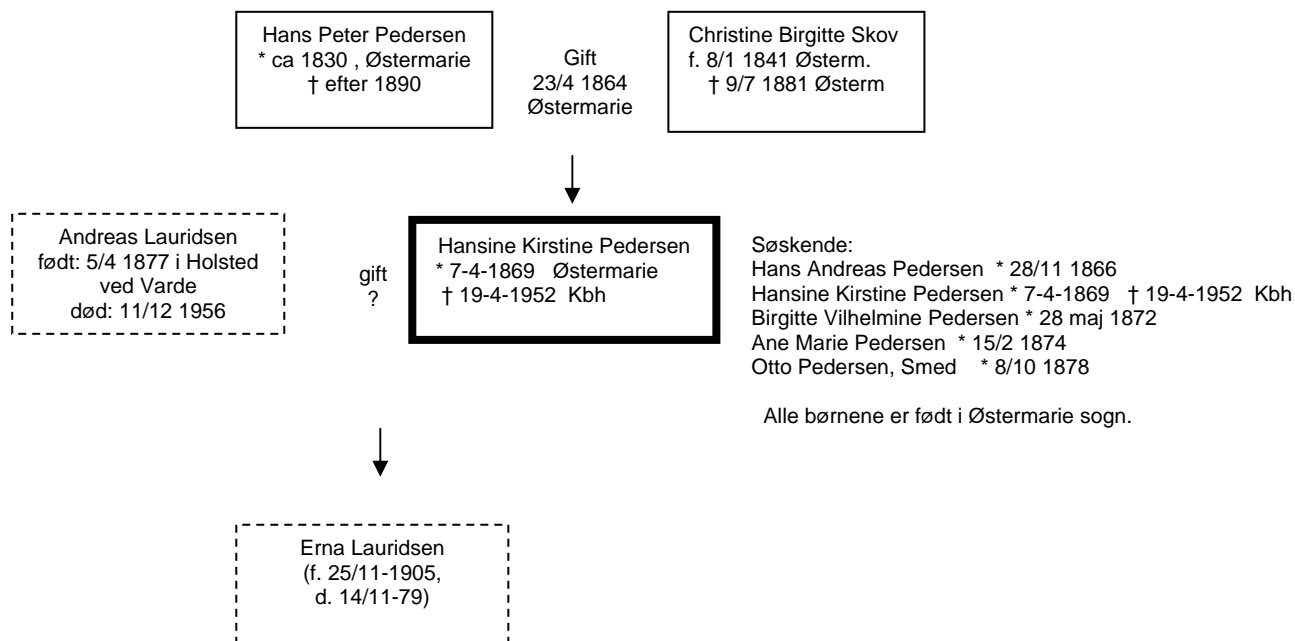 Hans Peter Pedersen
* ca 1830 , Østermarie
† efter 1890
Gift
23/4 1864
Østermarie
Christine Birgitte Skov
f. 8/1 1841 Østerm.
† 9/7 1881 Østerm
Andreas Lauridsen
født: 5/4 1877 i Holsted
ved Varde
død: 11/12 1956
gift
?
Hansine Kirstine Pedersen
* 7-4-1869 Østermarie
† 19-4-1952 Kbh
Søskende:
Hans Andreas Pedersen * 28/11 1866
Hansine Kirstine Pedersen * 7-4-1869 † 19-4-1952 Kbh
Birgitte Vilhelmine Pedersen * 28 maj 1872
Ane Marie Pedersen * 15/2 1874
Otto Pedersen, Smed * 8/10 1878
Alle børnene er født i Østermarie sogn.
Erna Lauridsen
(f. 25/11-1905,
d. 14/11-79)